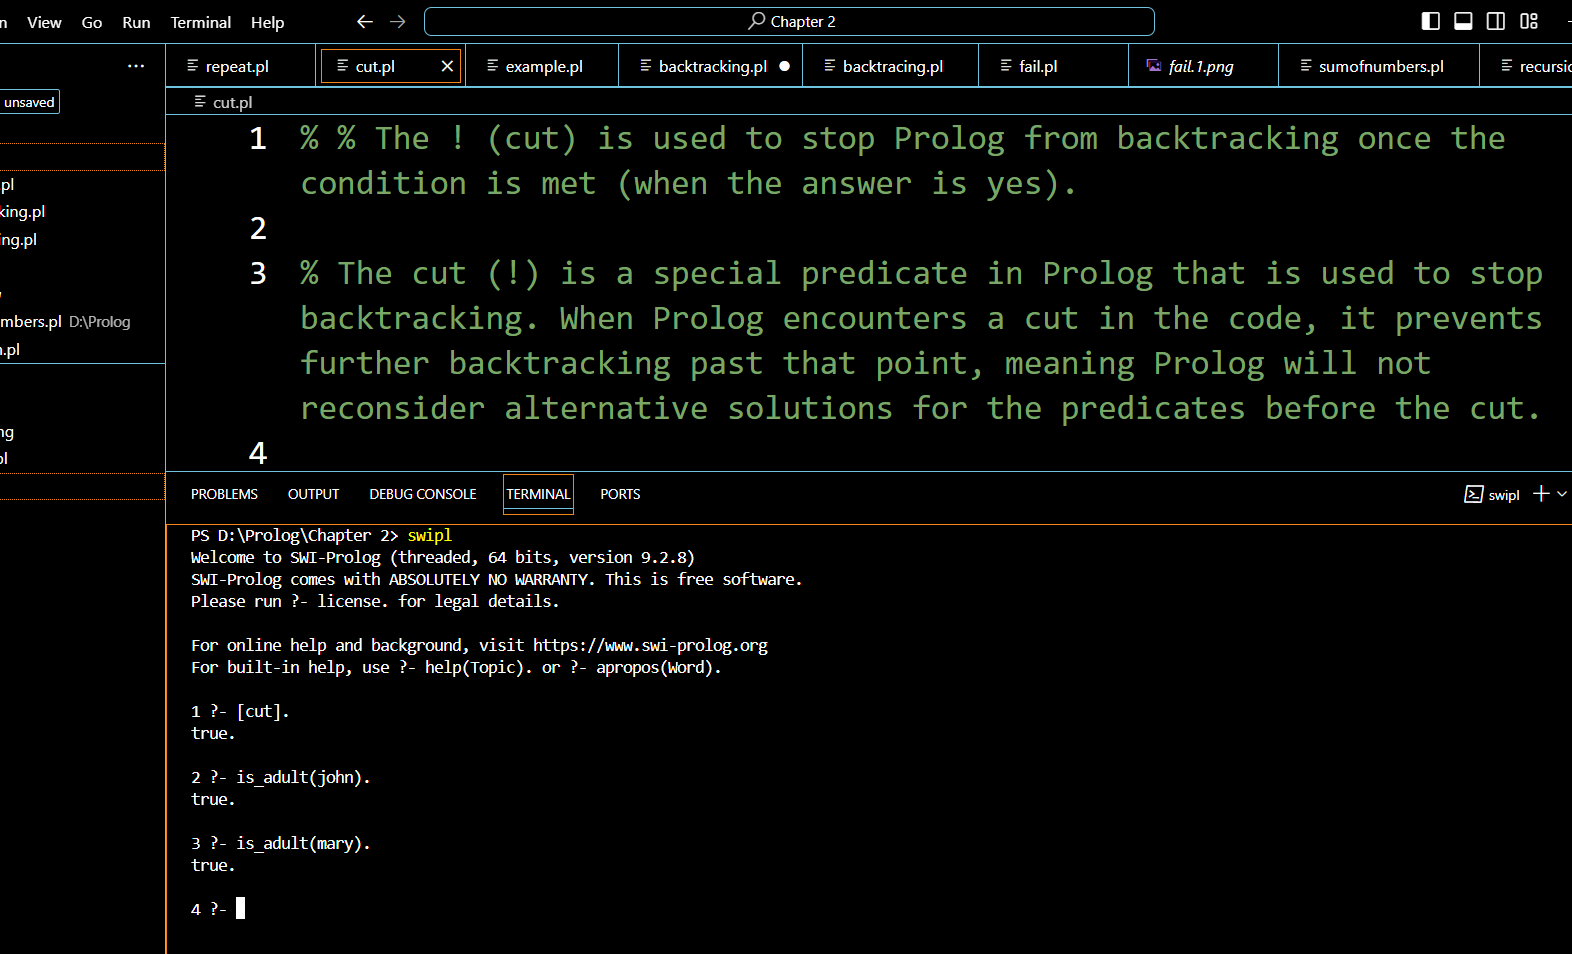 View Go Run Terminal Help Chapter 2
repeat.pl cut.pl example.pl backtracking.pl backtracing.pl fail.pl fail.1.png sumofnumbers.pl
unsaved
cut.pl
1 % % The ! (cut) is used to stop Prolog from backtracking once the
condition is met (when the answer is yes).
2
3 % The cut (!) is a special predicate in Prolog that is used to stop
backtracking. When Prolog encounters a cut in the code, it prevents
further backtracking past that point, meaning Prolog will not
reconsider alternative solutions for the predicates before the cut.
4
pl
king.pl
ing.pl
mbers.pl D:\Prolog
.pl
ng
pl
PROBLEMS OUTPUT DEBUG CONSOLE TERMINAL PORTS swipl
PS D:\Prolog\Chapter 2> swipl
Welcome to SWI-Prolog (threaded, 64 bits, version 9.2.8)
SWI-Prolog comes with ABSOLUTELY NO WARRANTY. This is free software.
Please run ?- license. for legal details.
For online help and background, visit https://www.swi-prolog.org
For built-in help, use ?- help(Topic). or ?- apropos(Word).
1 ?- [cut].
true.
2 ?- is_adult(john).
true.
3 ?- is_adult(mary).
true.
4 ?-